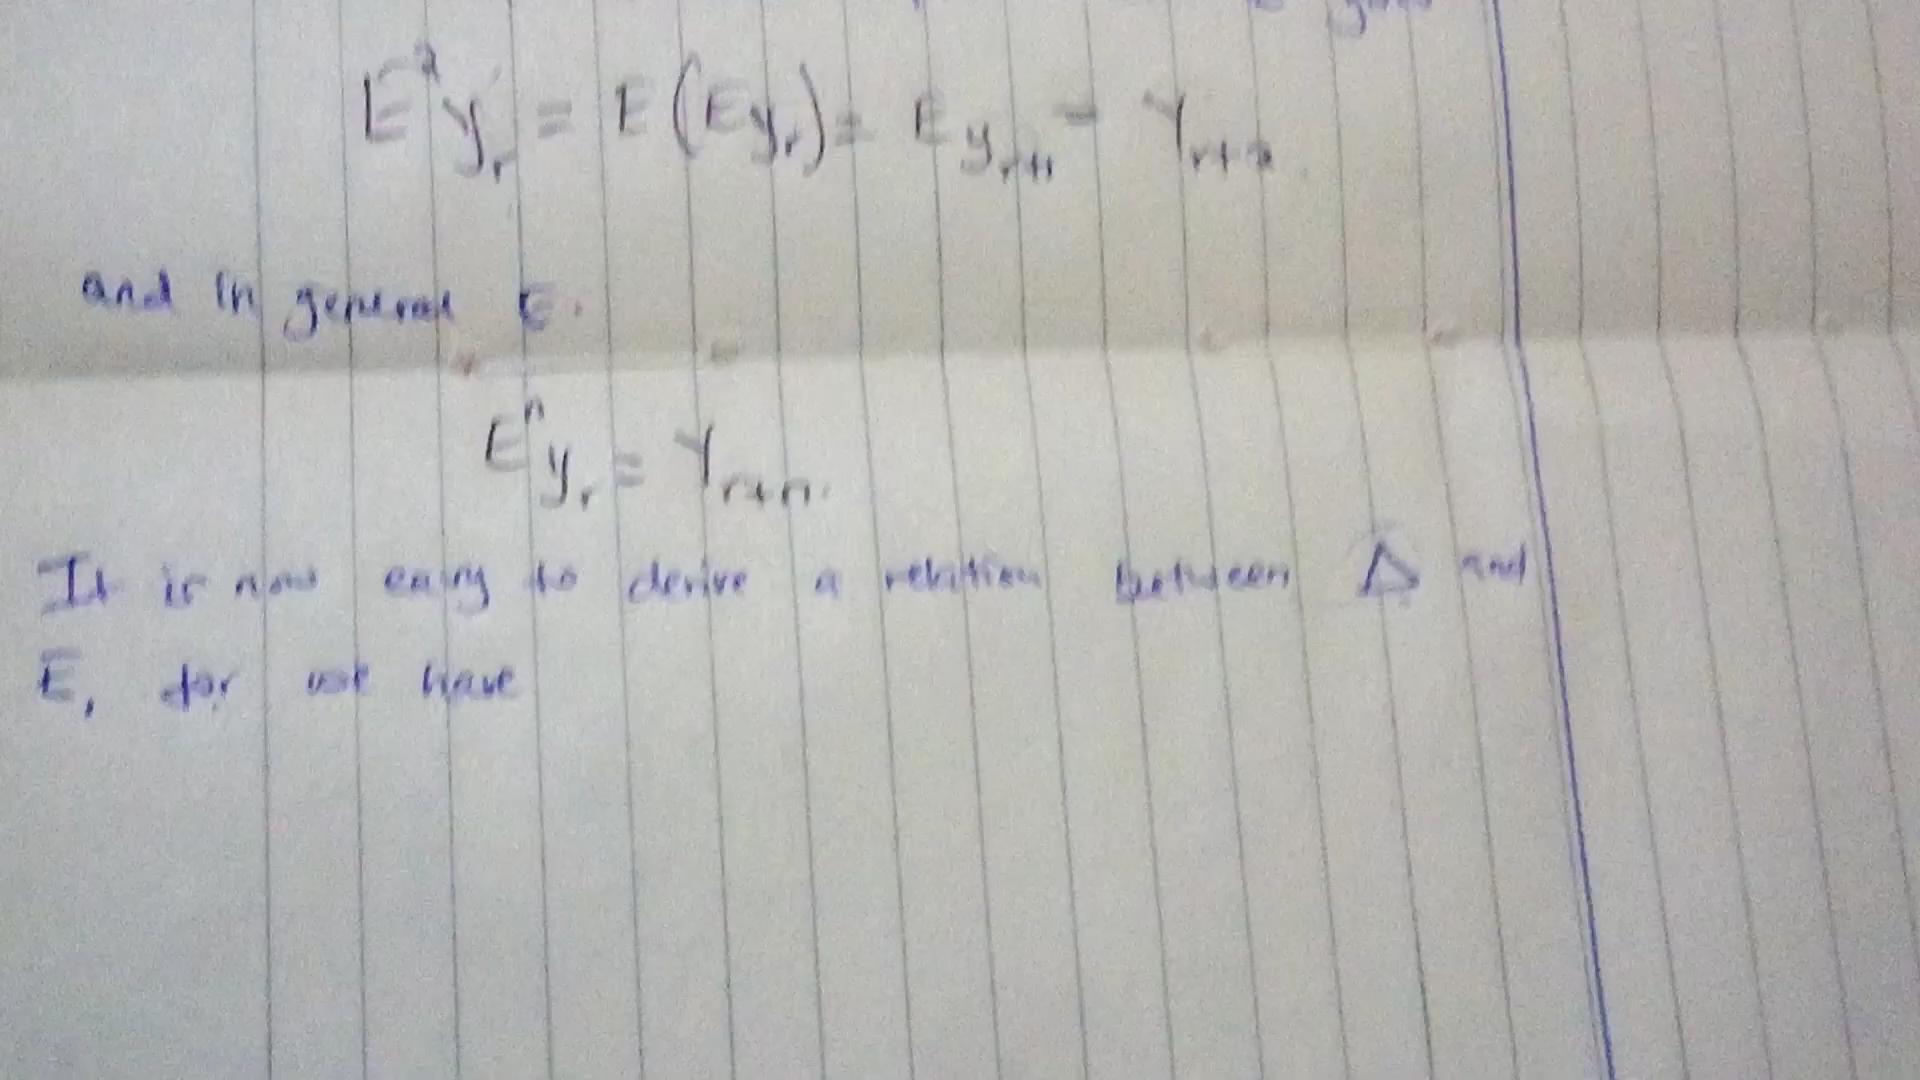 E²y_r = E(Ey_r) = Ey_{r+1} = Y_{r+2}.
and in general E.
Eⁿy_r = Y_{r+n}.
It is now easy to derive a relation between Δ and
E, for we have